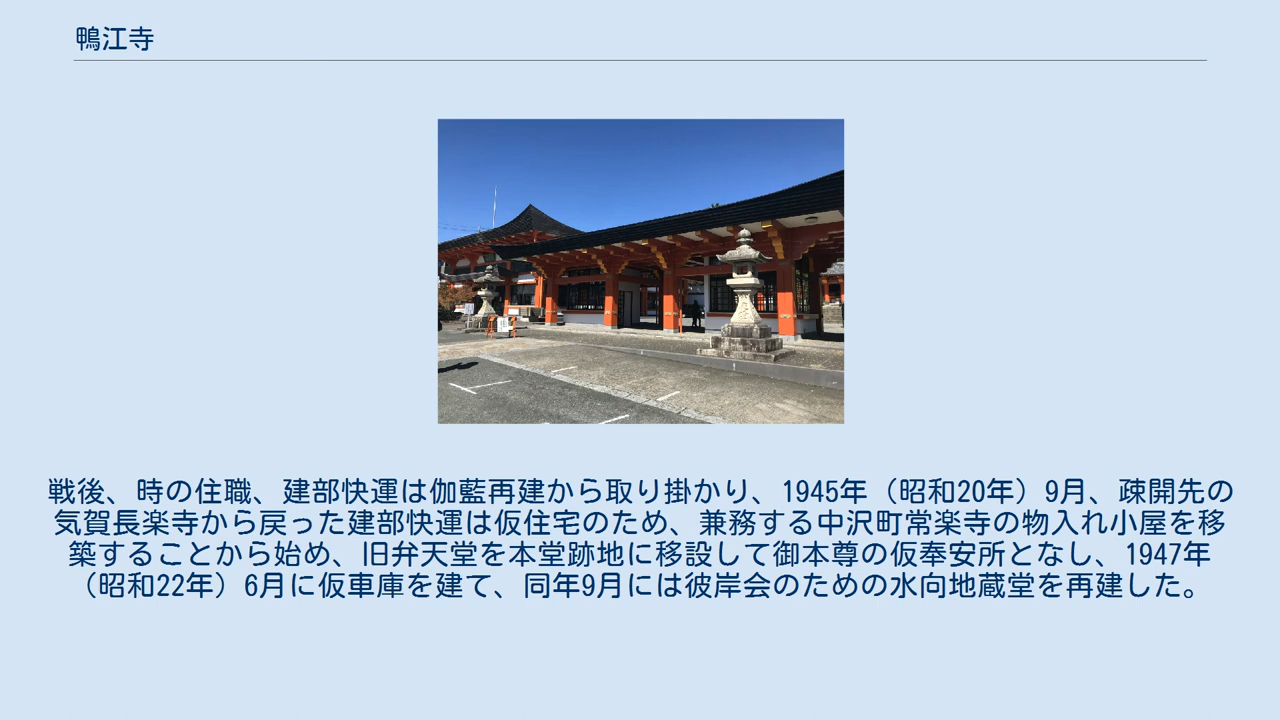 鴨江寺
戦後、時の住職、建部快運は伽藍再建から取り掛かり、1945年（昭和20年）9月、疎開先の
気賀長楽寺から戻った建部快運は仮住宅のため、兼務する中沢町常楽寺の物入れ小屋を移
築することから始め、旧弁天堂を本堂跡地に移設して御本尊の仮奉安所となし、1947年
（昭和22年）6月に仮車庫を建て、同年9月には彼岸会のための水向地蔵堂を再建した。